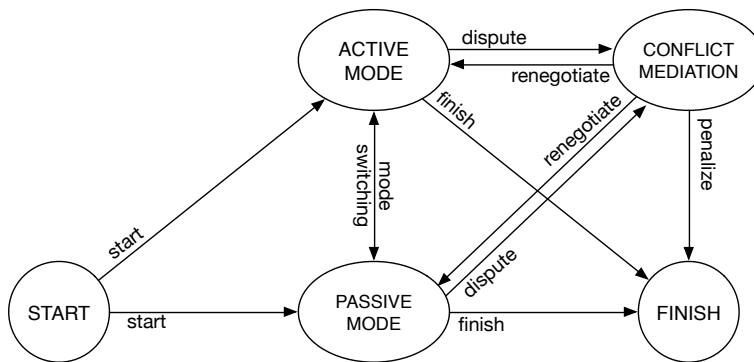 ACTIVE
MODE
dispute
renegotiate
CONFLICT
MEDIATION
finish
renegotiate
penalize
mode
switching
start
dispute
START
start
PASSIVE
MODE
finish
FINISH